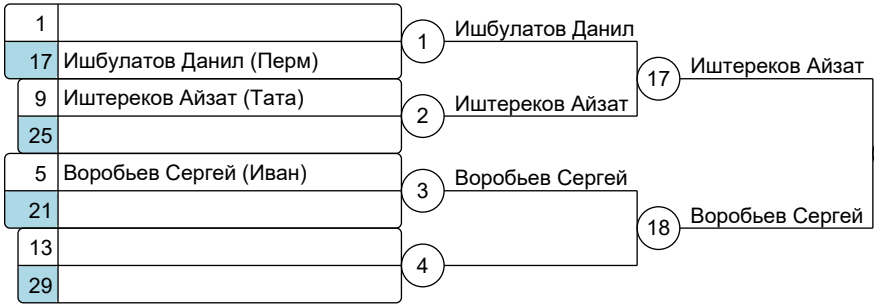 1
17 Ишбулатов Данил (Перм)
9 Иштереков Айзат (Тата)
25
5 Воробьев Сергей (Иван)
21
13
29
1 Ишбулатов Данил
2 Иштереков Айзат
3 Воробьев Сергей
4
17 Иштереков Айзат
18 Воробьев Сергей